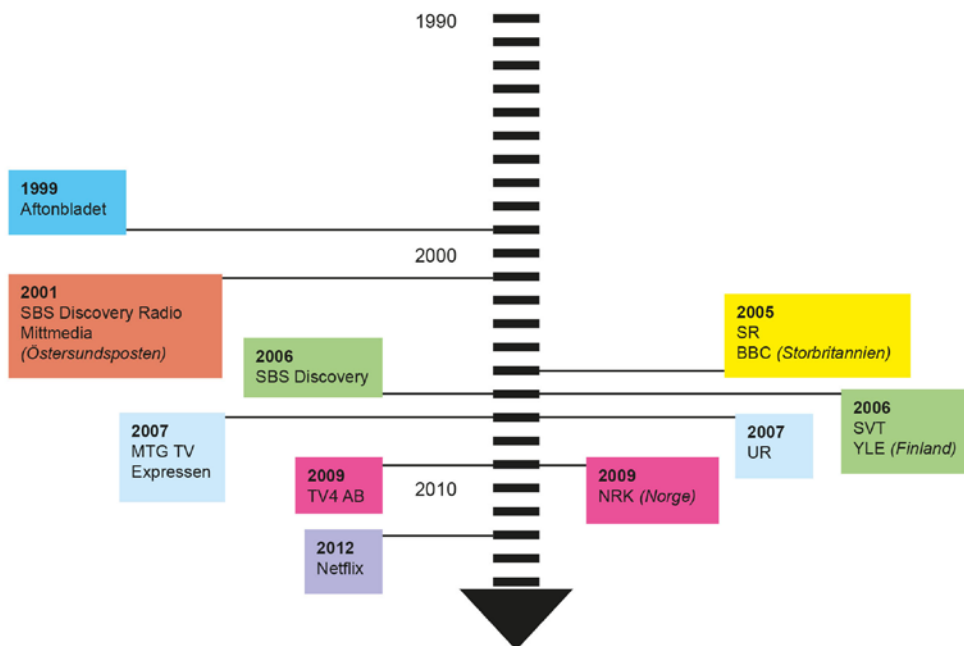 1990
1999
Aftonbladet
2000
2001
SBS Discovery Radio
Mittmedia
(Östersundsposten)
2005
SR
BBC (Storbritannien)
2006
SBS Discovery
2006
SVT
YLE (Finland)
2007
MTG TV
Expressen
2007
UR
2009
TV4 AB
2010
2009
NRK (Norge)
2012
Netflix